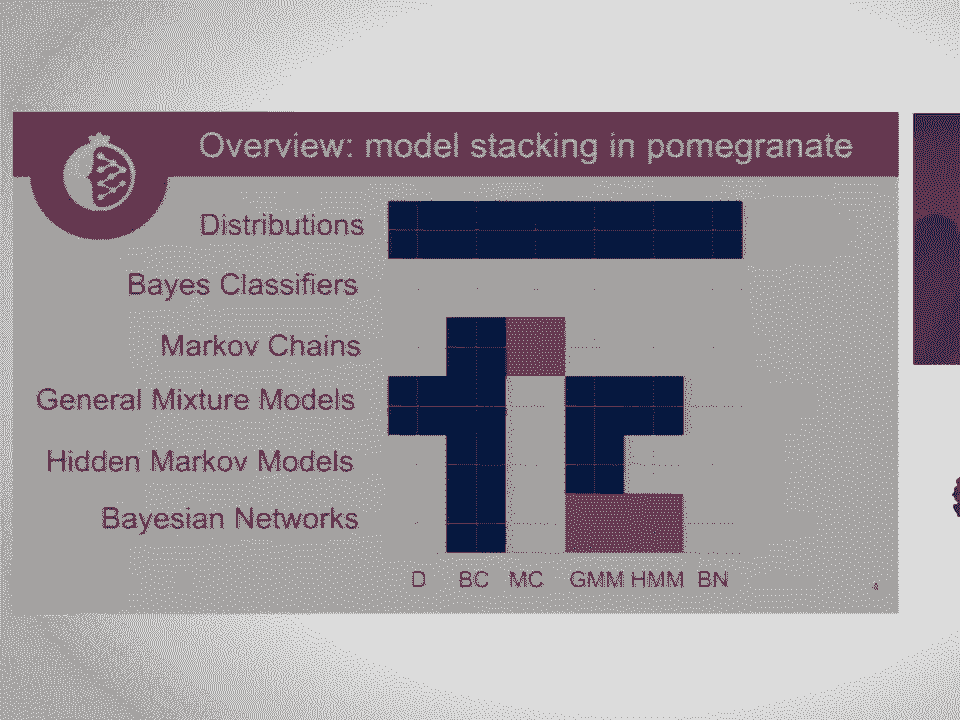 Overview: model stacking in pomegranate
Distributions
Bayes Classifiers
Markov Chains
General Mixture Models
Hidden Markov Models
Bayesian Networks
D BC MC GMM HMM BN